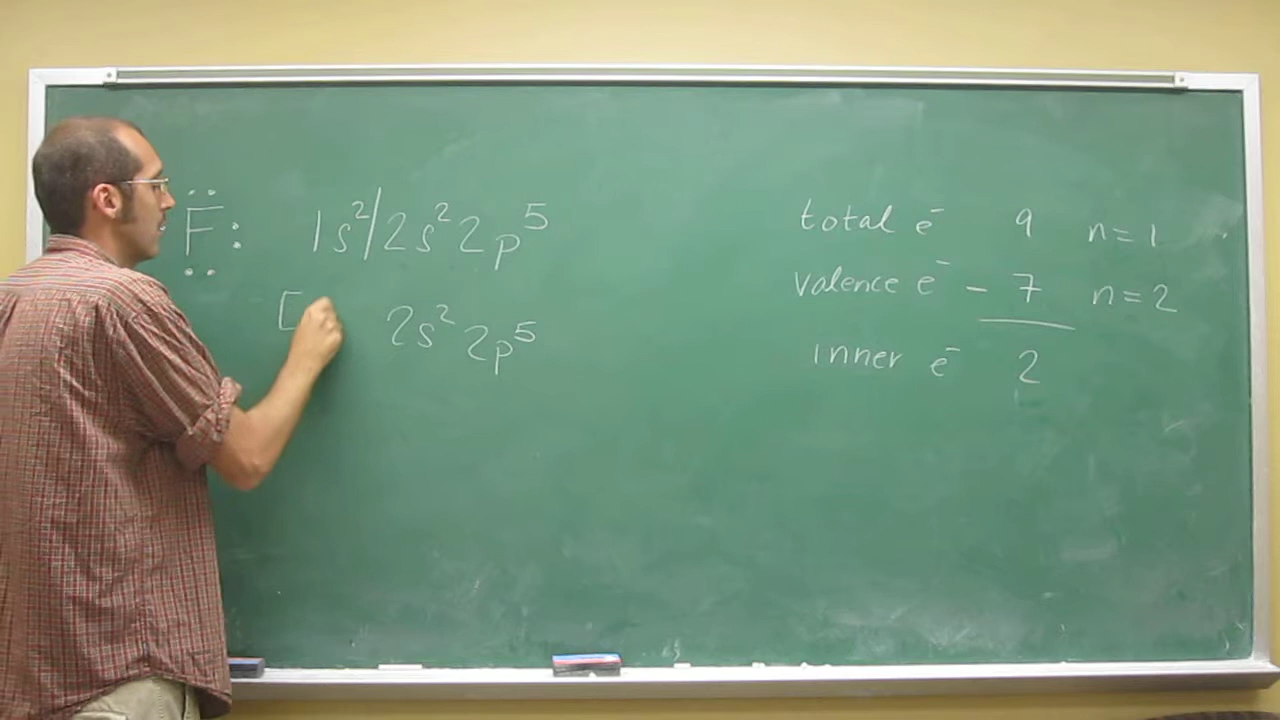 F: 1s²/2s²2p⁵
[ 2s²2p⁵
total e⁻ 9 n=1
valence e⁻ - 7 n=2
inner e⁻ 2